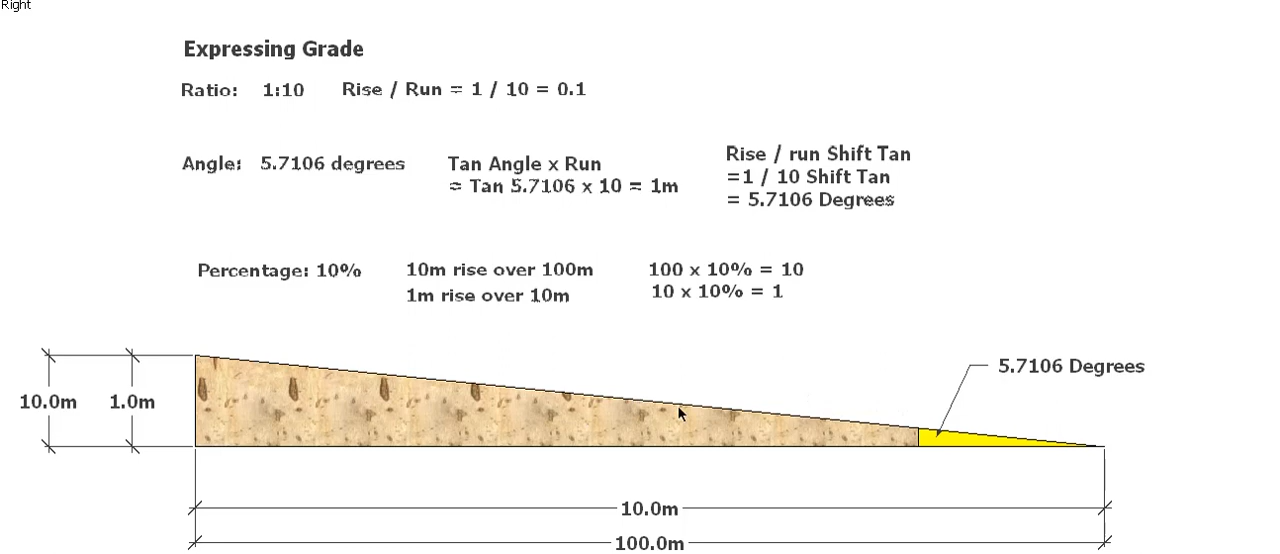 Right
Expressing Grade
Ratio: 1:10 Rise / Run = 1 / 10 = 0.1
Angle: 5.7106 degrees
Tan Angle x Run
= Tan 5.7106 x 10 = 1m
Rise / run Shift Tan
=1 / 10 Shift Tan
= 5.7106 Degrees
Percentage: 10%
10m rise over 100m
1m rise over 10m
100 x 10% = 10
10 x 10% = 1
5.7106 Degrees
10.0m
1.0m
10.0m
100.0m